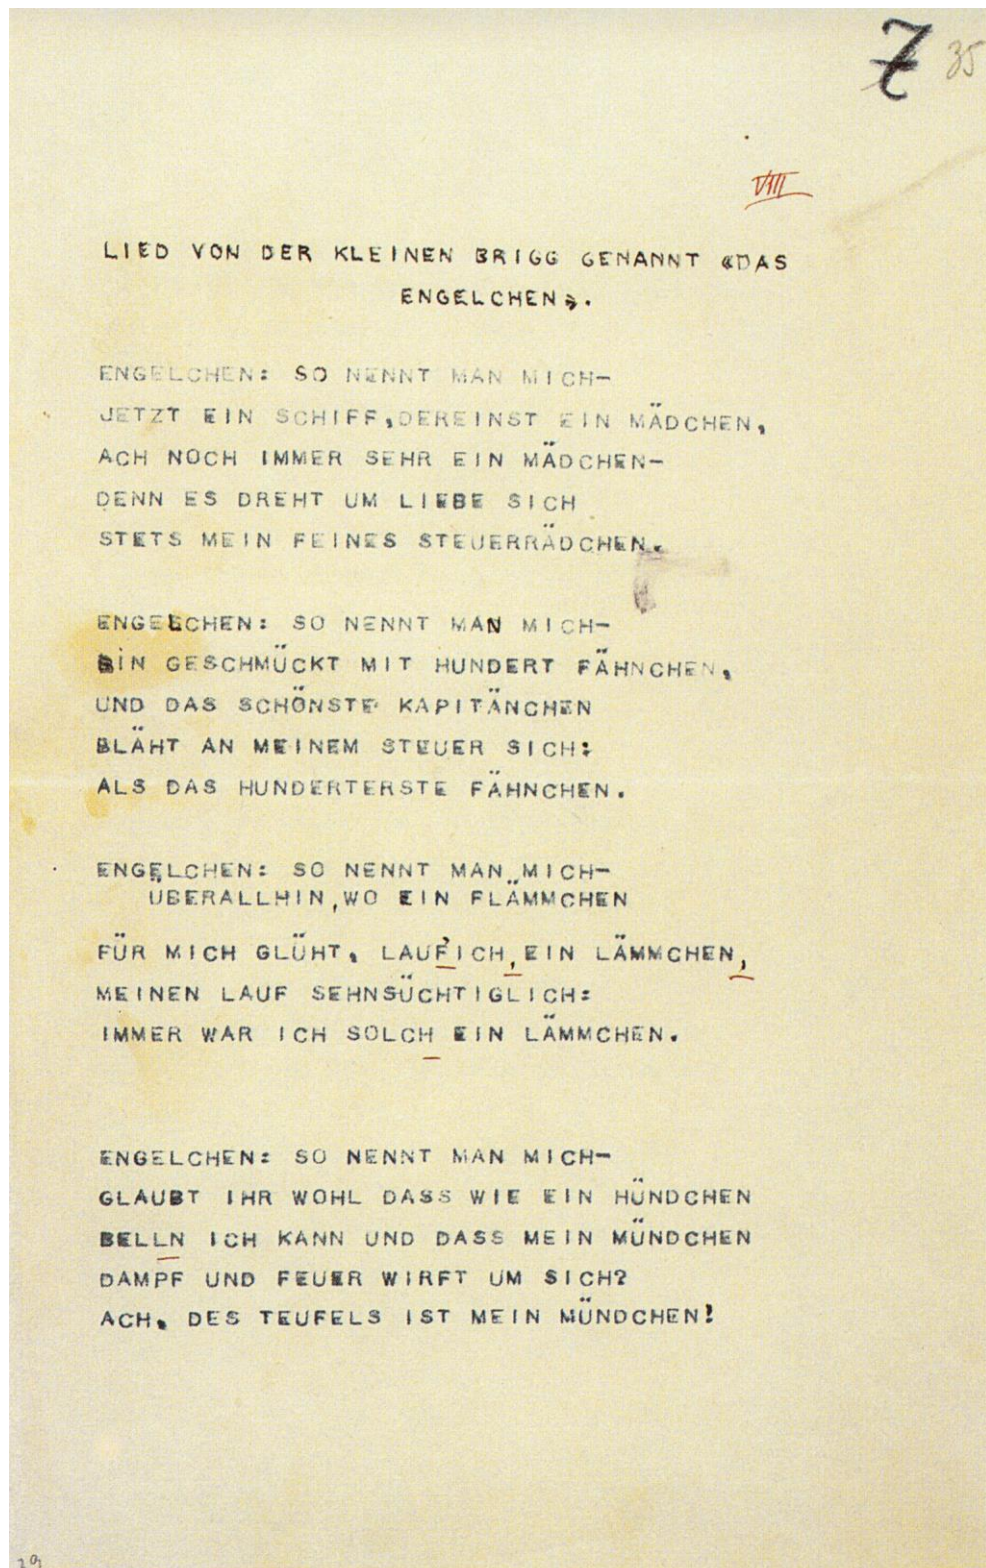 7 35
VIII
LIED VON DER KLEINEN BRIGG GENANNT «DAS
ENGELCHEN».
ENGELCHEN: SO NENNT MAN MICH-
JETZT EIN SCHIFF,DEREINST EIN MÄDCHEN,
ACH NOCH IMMER SEHR EIN MÄDCHEN-
DENN ES DREHT UM LIEBE SICH
STETS MEIN FEINES STEUERRÄDCHEN.
ENGELCHEN: SO NENNT MAN MICH-
BIN GESCHMÜCKT MIT HUNDERT FÄHNCHEN,
UND DAS SCHÖNSTE KAPITÄNCHEN
BLÄHT AN MEINEM STEUER SICH:
ALS DAS HUNDERTERSTE FÄHNCHEN.
ENGELCHEN: SO NENNT MAN MICH-
ÜBERALLHIN,WO EIN FLÄMMCHEN
FÜR MICH GLÜHT, LAUF'ICH,EIN LÄMMCHEN,
MEINEN LAUF SEHNSÜCHTIGLICH:
IMMER WAR ICH SOLCH EIN LÄMMCHEN.
ENGELCHEN: SO NENNT MAN MICH-
GLAUBT IHR WOHL DASS WIE EIN HÜNDCHEN
BELLN ICH KANN UND DASS MEIN MÜNDCHEN
DAMPF UND FEUER WIRFT UM SICH?
ACH, DES TEUFELS IST MEIN MÜNDCHEN!
29